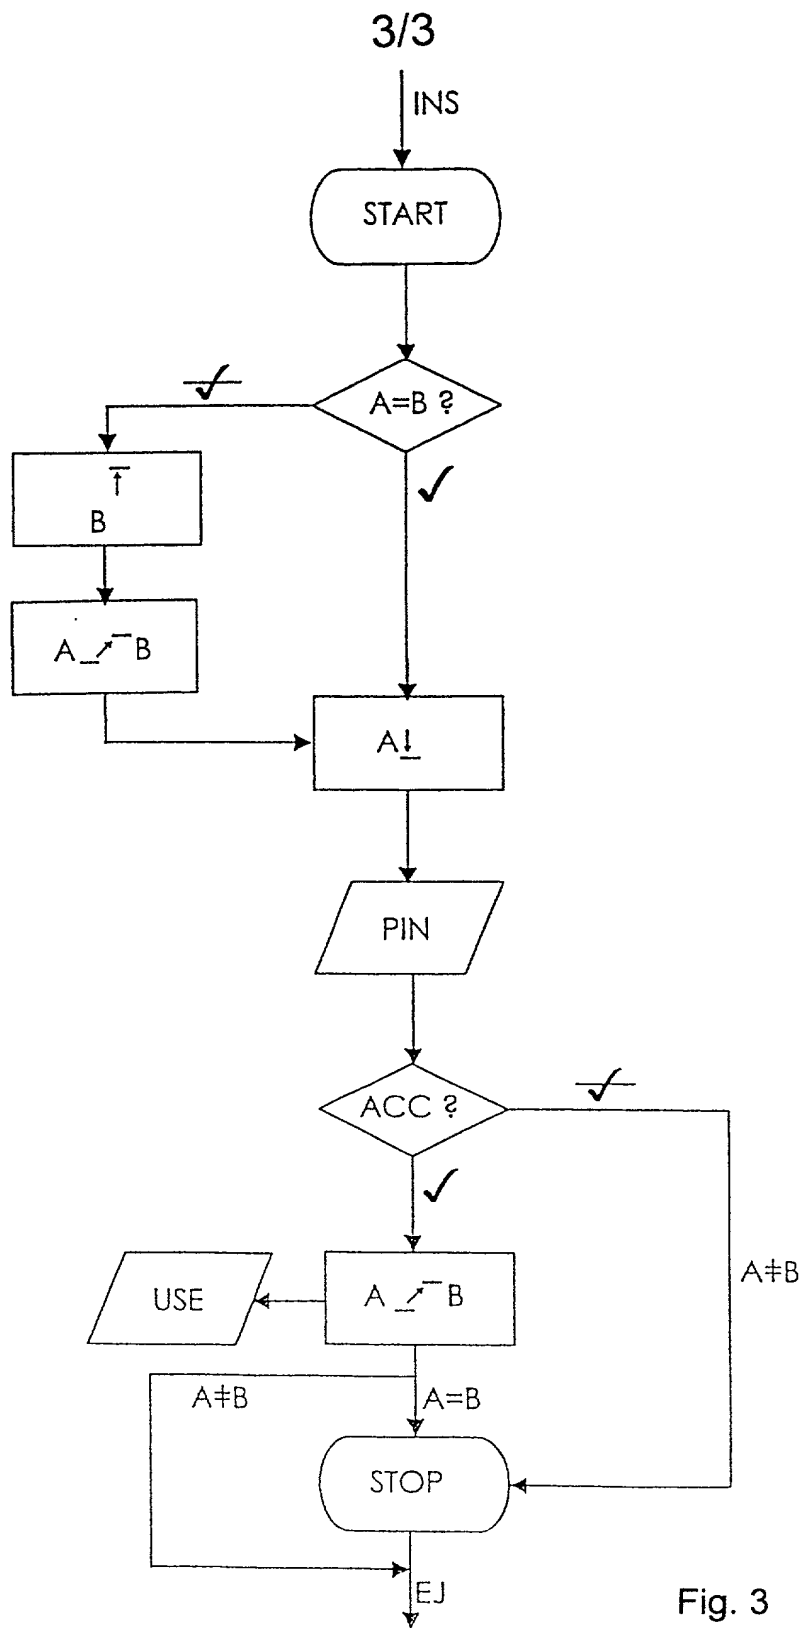 3/3
INS
START
A=B ?
✓
✓
B
A B
A
PIN
ACC ?
✓
✓
A≠B
USE
A B
A≠B
A=B
STOP
EJ
Fig. 3